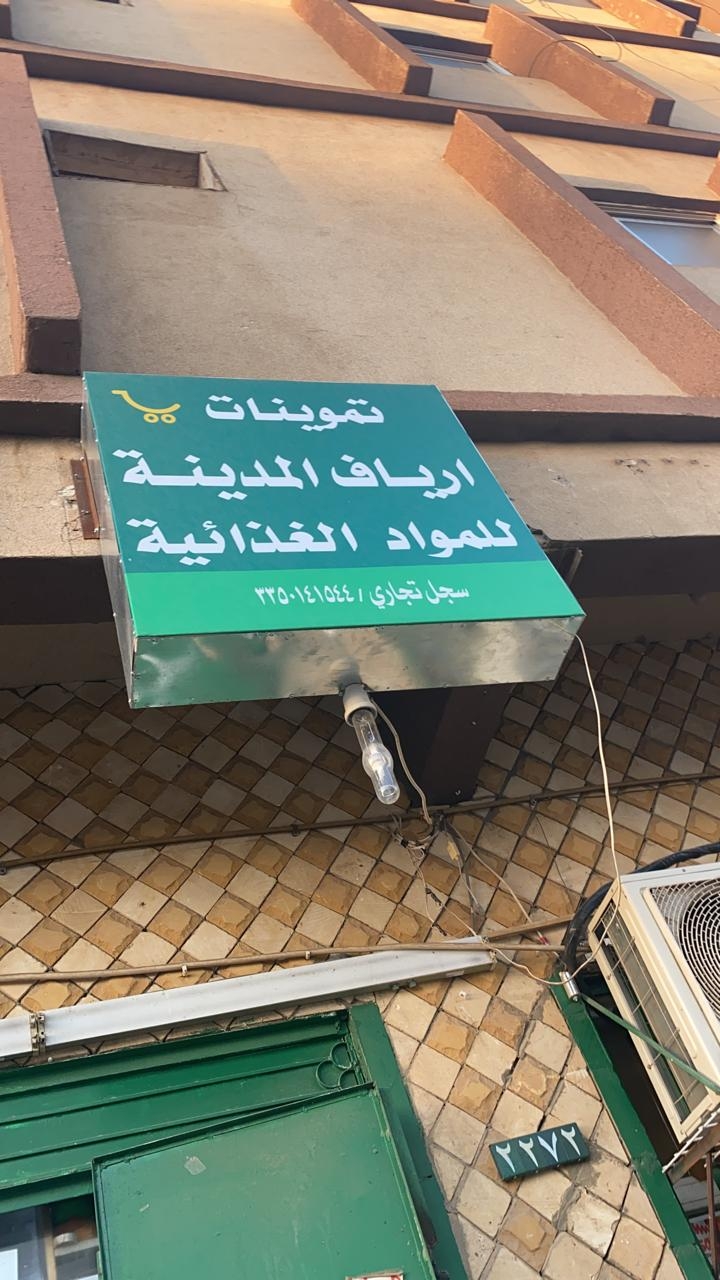 تموينات
ارياف المدينة
للمواد الغذائية
سجل تجاري / ٣٣٥٠١٤١٥٤٤
٢٢٧٢